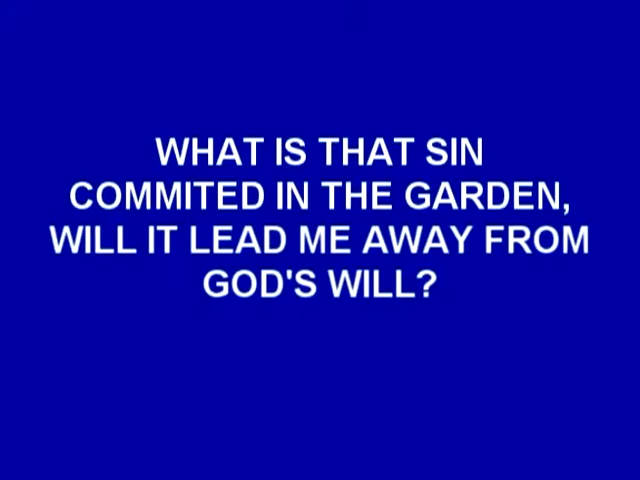 WHAT IS THAT SIN
COMMITED IN THE GARDEN,
WILL IT LEAD ME AWAY FROM
GOD'S WILL?